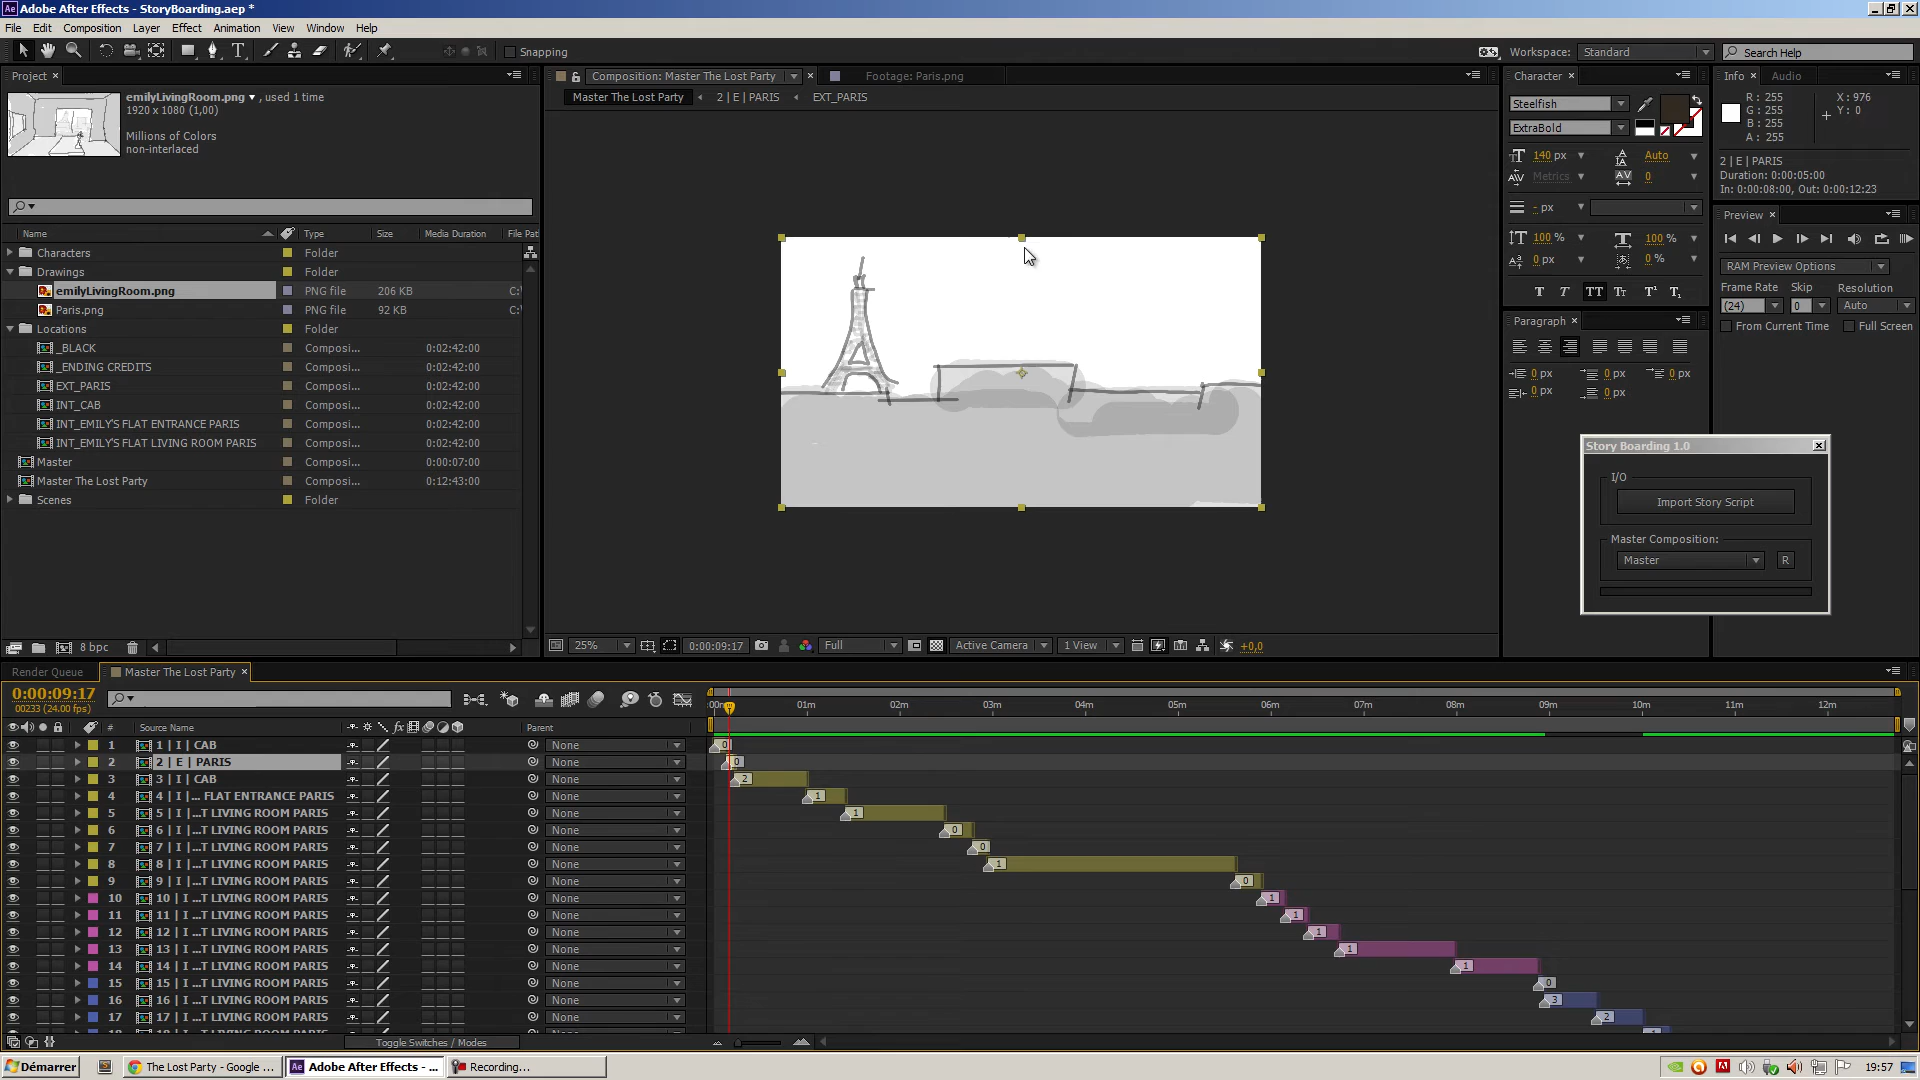 Adobe After Effects - StoryBoarding.aep *
File Edit Composition Layer Effect Animation View Window Help
Snapping
Workspace: Standard
Search Help
Project
emilyLivingRoom.png , used 1 time
1920 x 1080 (1,00)
Millions of Colors
non-interlaced
Name Type Size Media Duration File Pat
Characters Folder
Drawings Folder
emilyLivingRoom.png PNG file 206 KB C:\
Paris.png PNG file 92 KB C:\
Locations Folder
_BLACK Composi... 0:02:42:00
_ENDING CREDITS Composi... 0:02:42:00
EXT_PARIS Composi... 0:02:42:00
INT_CAB Composi... 0:02:42:00
INT_EMILY'S FLAT ENTRANCE PARIS Composi... 0:02:42:00
INT_EMILY'S FLAT LIVING ROOM PARIS Composi... 0:02:42:00
Master Composi... 0:00:07:00
Master The Lost Party Composi... 0:12:43:00
Scenes Folder
8 bpc
Composition: Master The Lost Party
Footage: Paris.png
Master The Lost Party 2 | E | PARIS EXT_PARIS
25% 0:00:09:17 Full Active Camera 1 View +0,0
Character
Steelfish
ExtraBold
140 px Auto
Metrics 0
- px
100 % 100 %
0 px 0 %
Paragraph
0 px 0 px 0 px
0 px 0 px
Info Audio
R : 255
G : 255
B : 255
A : 255
X : 976
Y : 0
2 | E | PARIS
Duration: 0:00:05:00
In: 0:00:08:00, Out: 0:00:12:23
Preview
RAM Preview Options
Frame Rate Skip Resolution
(24) 0 Auto
From Current Time Full Screen
Story Boarding 1.0
I/O
Import Story Script
Master Composition:
Master R
Render Queue Master The Lost Party
0:00:09:17
00233 (24.00 fps)
# Source Name Parent
:00m 01m 02m 03m 04m 05m 06m 07m 08m 09m 10m 11m 12m
1 1 | I | CAB None 0
2 2 | E | PARIS None 0
3 3 | I | CAB None 2
4 4 | I |... FLAT ENTRANCE PARIS None 1
5 5 | I |...T LIVING ROOM PARIS None 1
6 6 | I |...T LIVING ROOM PARIS None 0
7 7 | I |...T LIVING ROOM PARIS None 0
8 8 | I |...T LIVING ROOM PARIS None 1
9 9 | I |...T LIVING ROOM PARIS None 0
10 10 | I ...T LIVING ROOM PARIS None 1
11 11 | I ...T LIVING ROOM PARIS None 1
12 12 | I ...T LIVING ROOM PARIS None 1
13 13 | I ...T LIVING ROOM PARIS None 1
14 14 | I ...T LIVING ROOM PARIS None 1
15 15 | I ...T LIVING ROOM PARIS None 0
16 16 | I ...T LIVING ROOM PARIS None 3
17 17 | I ...T LIVING ROOM PARIS None 2
Toggle Switches / Modes
Démarrer
The Lost Party - Google ...
Adobe After Effects - ...
Recording...
19:57